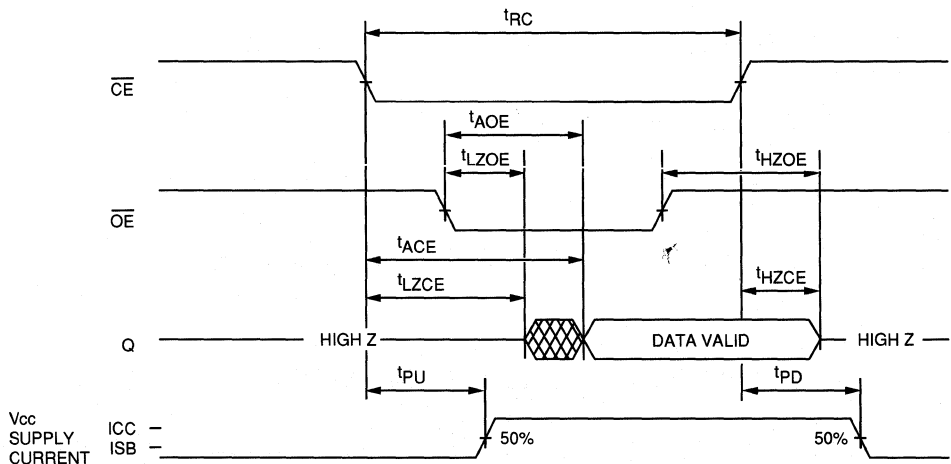 tRC
CE
tAOE
tLZOE
tHZOE
OE
tACE
tLZCE
tHZCE
Q
HIGH Z
DATA VALID
HIGH Z
tPU
tPD
Vcc
SUPPLY
CURRENT
ICC
ISB
50%
50%